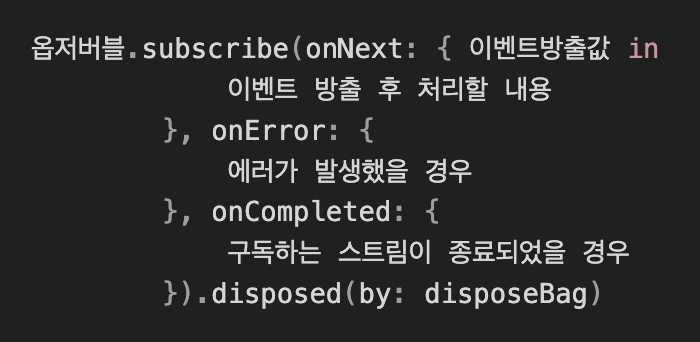 옵저버블.subscribe(onNext: { 이벤트방출값 in
이벤트 방출 후 처리할 내용
}, onError: {
에러가 발생했을 경우
}, onCompleted: {
구독하는 스트림이 종료되었을 경우
}).disposed(by: disposeBag)